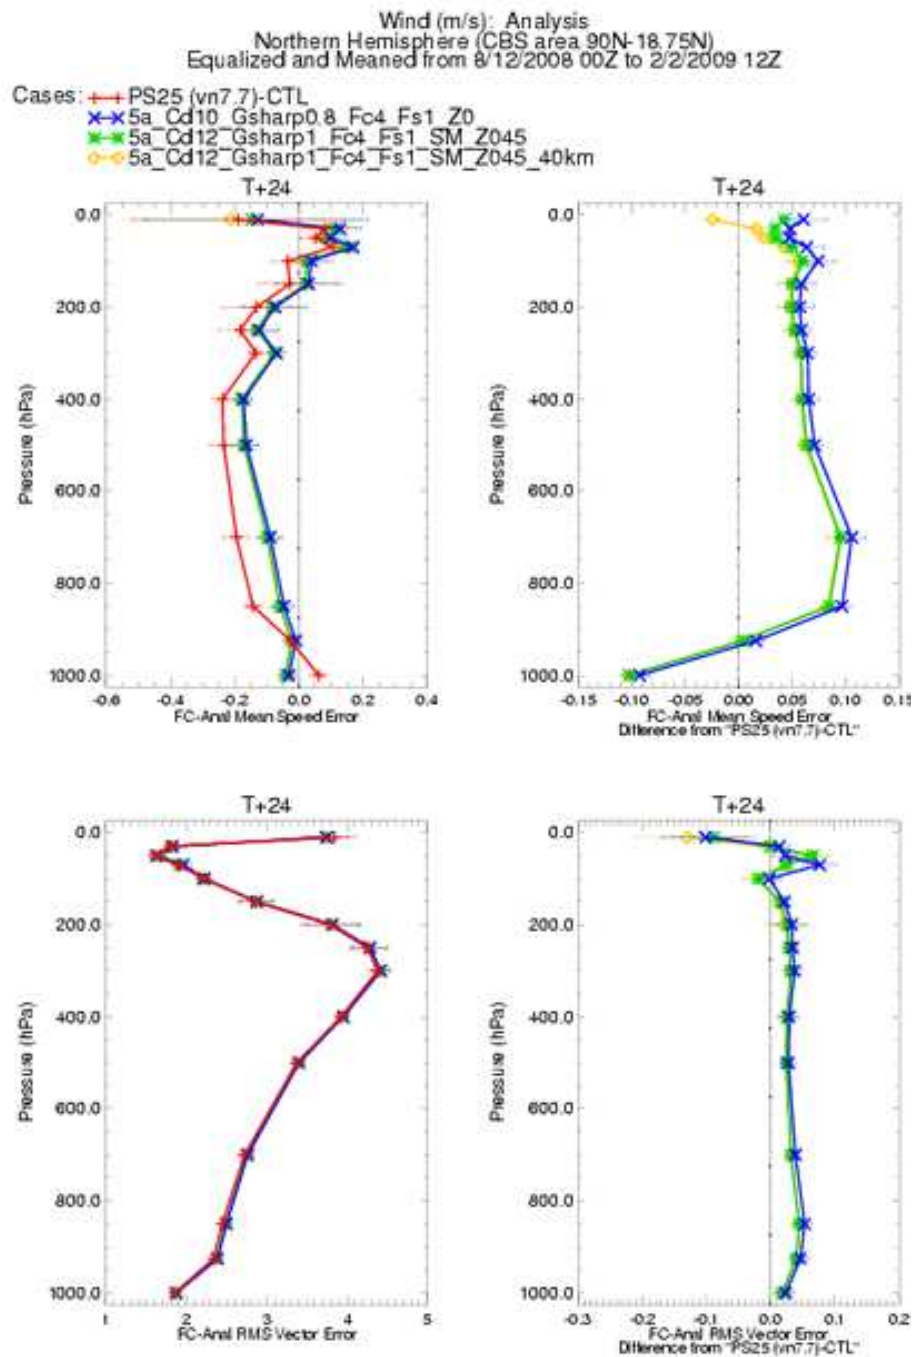 Wind (m/s): Analysis
Northern Hemisphere (CBS area 90N-18.75N)
Equalized and Meaned from 8/12/2008 00Z to 2/2/2009 12Z
Cases: PS25 (vn7.7)-CTL
5a_Cd10_Gsharp0.8_Fc4_Fs1_Z0
5a_Cd12_Gsharp1_Fc4_Fs1_SM_Z045
5a_Cd12_Gsharp1_Fc4_Fs1_SM_Z045_40km
T+24
0.0
200.0
400.0
600.0
800.0
1000.0
Pressure (hPa)
-0.6 -0.4 -0.2 -0.0 0.2 0.4
FC-Anal Mean Speed Error
T+24
0.0
200.0
400.0
600.0
800.0
1000.0
Pressure (hPa)
-0.15 -0.10 -0.05 0.00 0.05 0.10 0.15
FC-Anal Mean Speed Error
Difference from "PS25 (vn7.7)-CTL"
T+24
0.0
200.0
400.0
600.0
800.0
1000.0
Pressure (hPa)
1 2 3 4 5
FC-Anal RMS Vector Error
T+24
0.0
200.0
400.0
600.0
800.0
1000.0
Pressure (hPa)
-0.3 -0.2 -0.1 0.0 0.1 0.2
FC-Anal RMS Vector Error
Difference from "PS25 (vn7.7)-CTL"